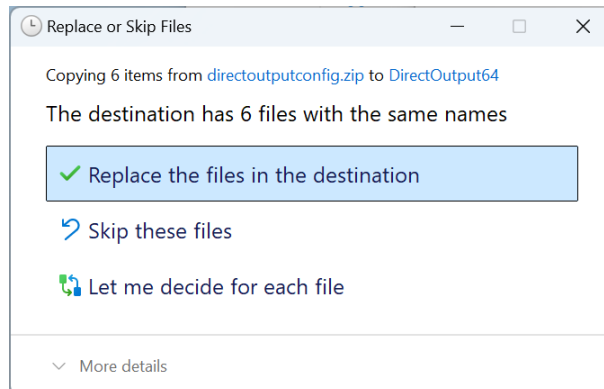 Replace or Skip Files
Copying 6 items from directoutputconfig.zip to DirectOutput64
The destination has 6 files with the same names
Replace the files in the destination
Skip these files
Let me decide for each file
More details